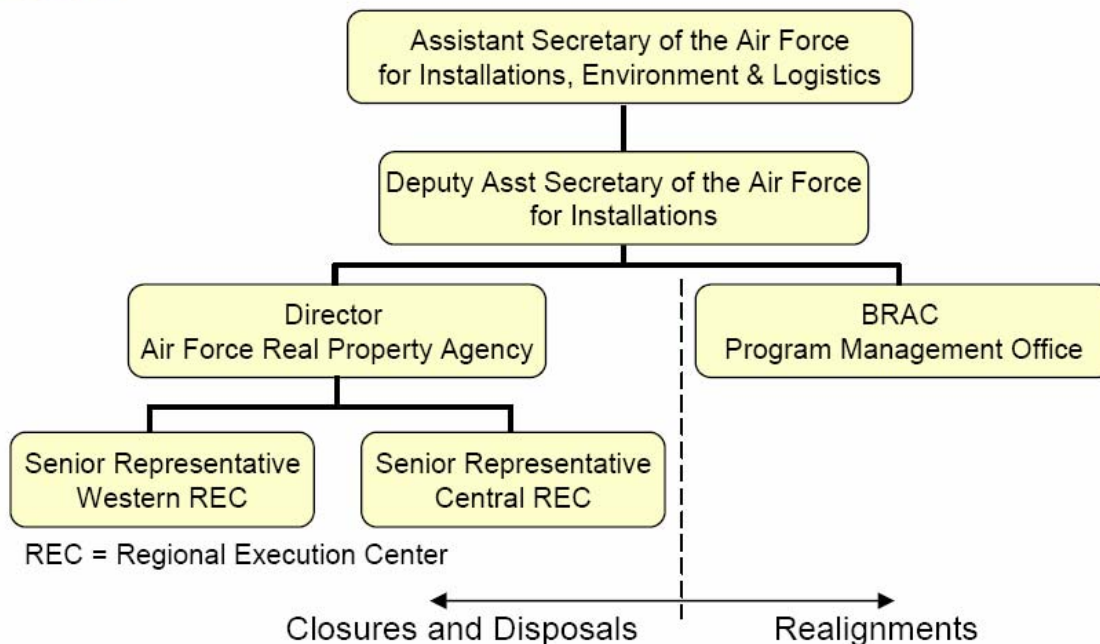 Assistant Secretary of the Air Force
for Installations, Environment & Logistics
Deputy Asst Secretary of the Air Force
for Installations
Director
Air Force Real Property Agency
BRAC
Program Management Office
Senior Representative
Western REC
Senior Representative
Central REC
REC = Regional Execution Center
Closures and Disposals
Realignments